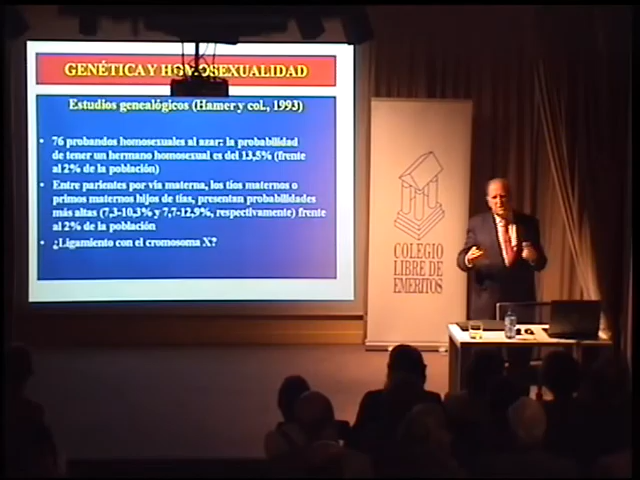 GENÉTICA Y HOMOSEXUALIDAD
Estudios genealógicos (Hamer y col., 1993)
• 76 probandos homosexuales al azar: la probabilidad
de tener un hermano homosexual es del 13,5% (frente
al 2% de la población)
• Entre parientes por vía materna, los tíos maternos o
primos maternos hijos de tías, presentan probabilidades
más altas (7,3-10,3% y 7,7-12,9%, respectivamente) frente
al 2% de la población
• ¿Ligamiento con el cromosoma X?
COLEGIO
LIBRE DE
EMERITOS